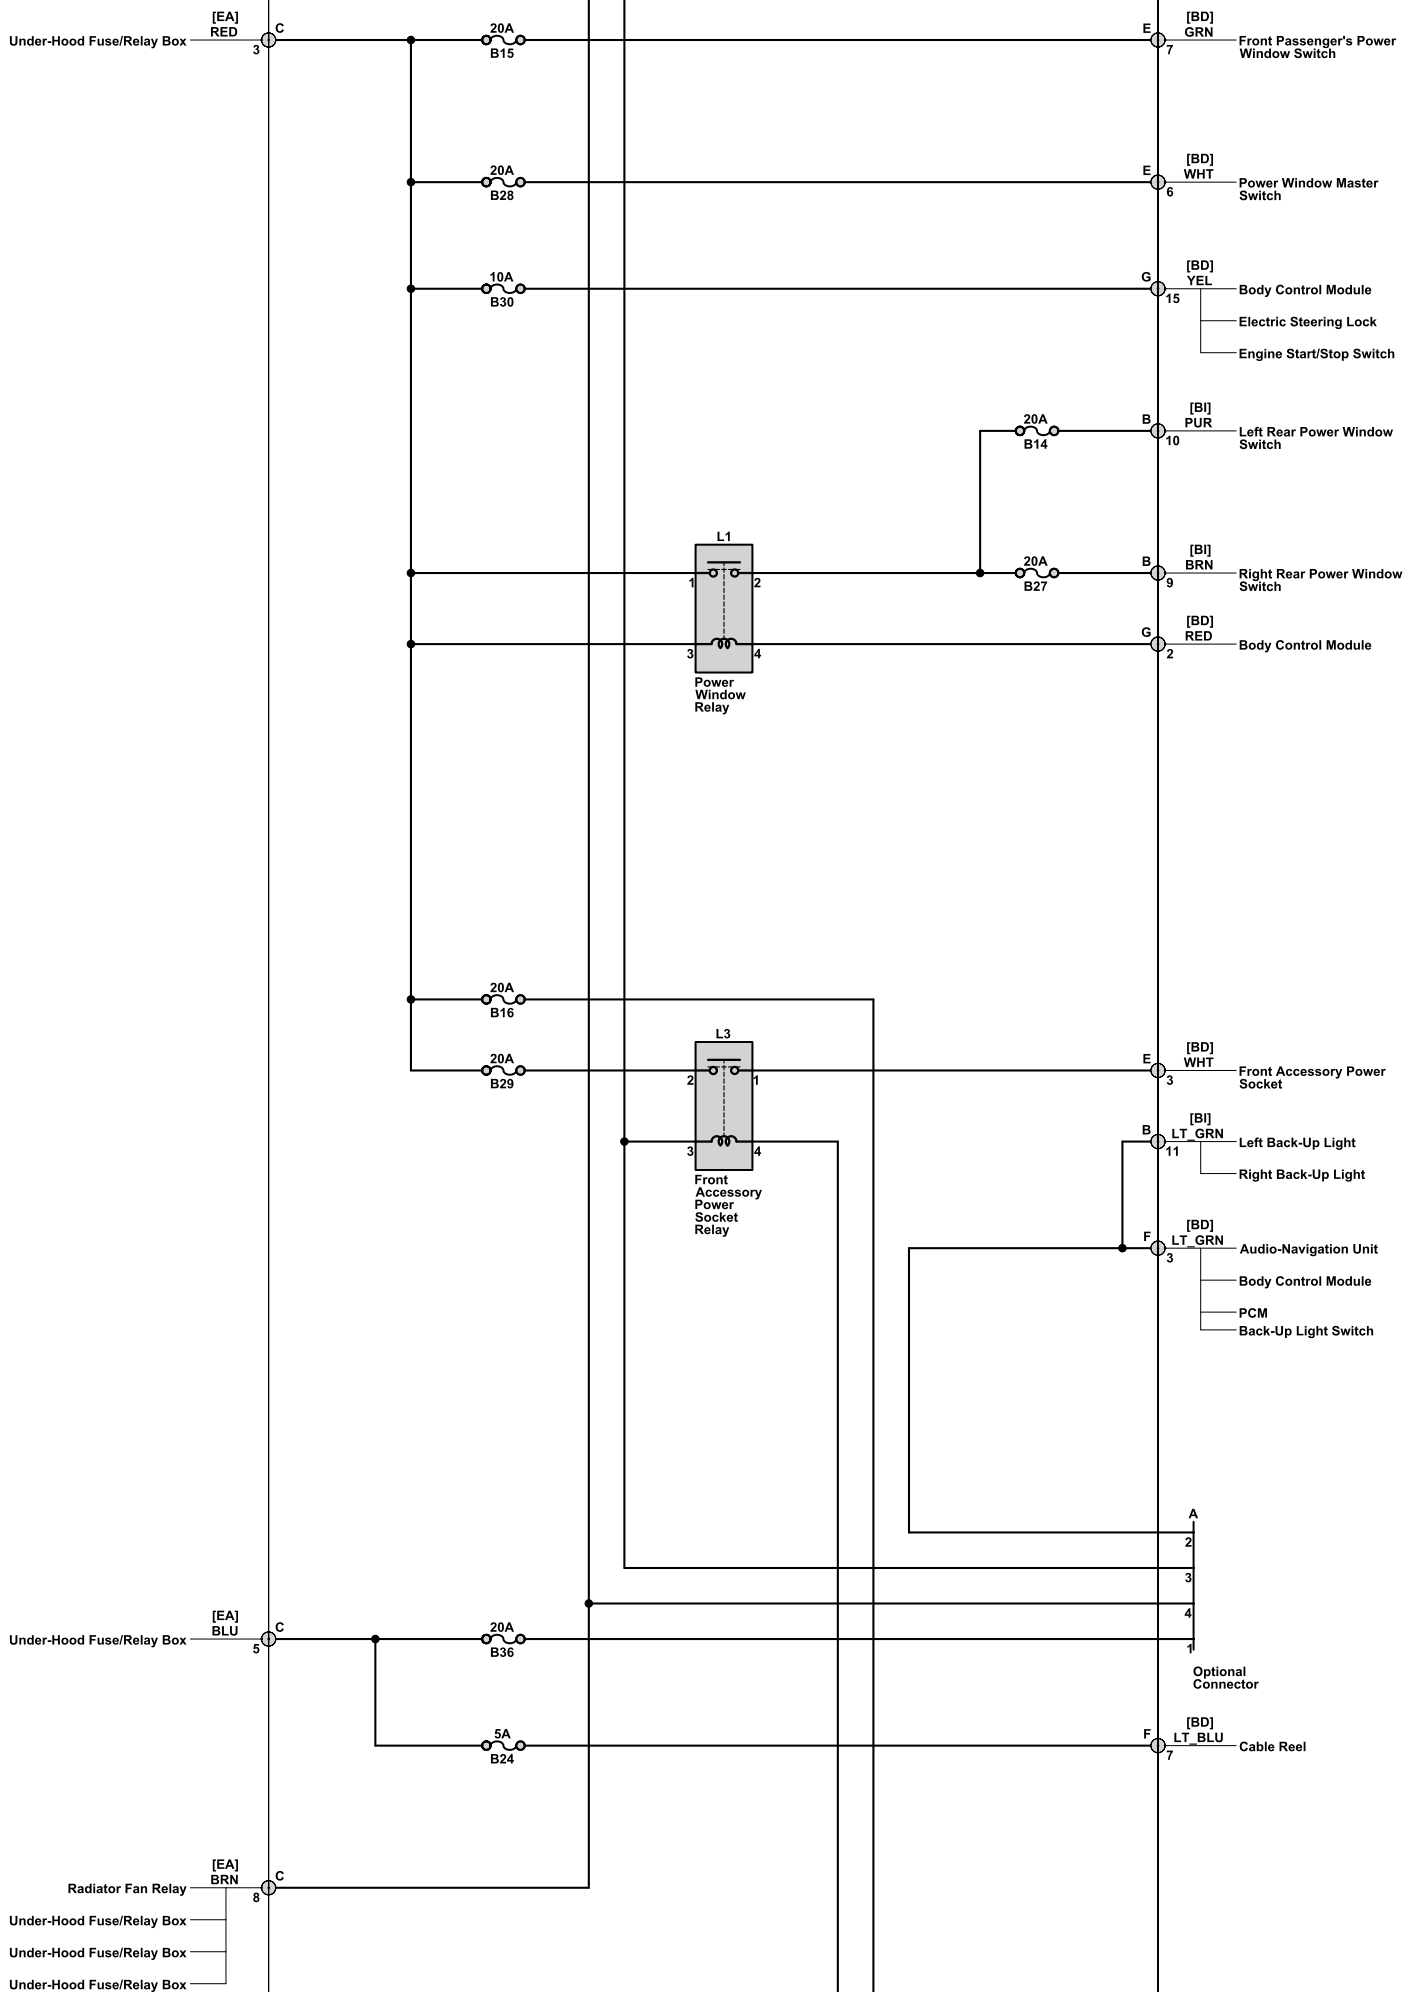 [EA]
RED
C
Under-Hood Fuse/Relay Box
3
20A
B15
E
7
[BD]
GRN
Front Passenger's Power
Window Switch
20A
B28
E
6
[BD]
WHT
Power Window Master
Switch
10A
B30
G
15
[BD]
YEL
Body Control Module
Electric Steering Lock
Engine Start/Stop Switch
20A
B14
B
10
[BI]
PUR
Left Rear Power Window
Switch
L1
1
2
3
4
Power
Window
Relay
20A
B27
B
9
[BI]
BRN
Right Rear Power Window
Switch
G
2
[BD]
RED
Body Control Module
20A
B16
20A
B29
L3
2
1
3
4
Front
Accessory
Power
Socket
Relay
E
3
[BD]
WHT
Front Accessory Power
Socket
B
11
[BI]
LT_GRN
Left Back-Up Light
Right Back-Up Light
F
3
[BD]
LT_GRN
Audio-Navigation Unit
Body Control Module
PCM
Back-Up Light Switch
A
2
3
4
1
Optional
Connector
[EA]
BLU
C
Under-Hood Fuse/Relay Box
5
20A
B36
5A
B24
F
7
[BD]
LT_BLU
Cable Reel
[EA]
BRN
C
Radiator Fan Relay
8
Under-Hood Fuse/Relay Box
Under-Hood Fuse/Relay Box
Under-Hood Fuse/Relay Box